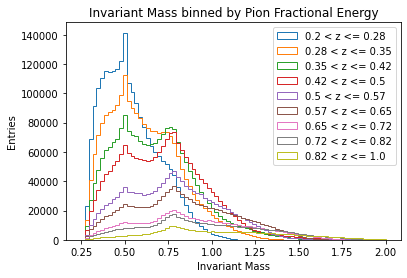 Invariant Mass binned by Pion Fractional Energy
140000
120000
100000
80000
60000
40000
20000
0
Entries
0.2 < z <= 0.28
0.28 < z <= 0.35
0.35 < z <= 0.42
0.42 < z <= 0.5
0.5 < z <= 0.57
0.57 < z <= 0.65
0.65 < z <= 0.72
0.72 < z <= 0.82
0.82 < z <= 1.0
0.25 0.50 0.75 1.00 1.25 1.50 1.75 2.00
Invariant Mass